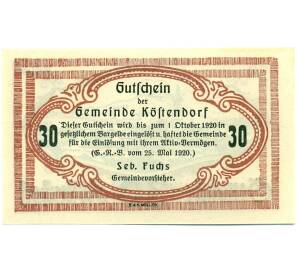 Gutschein
der
Gemeinde Köstendorf
Dieser Gutschein wird bis zum 1 Oktober 1920 in
gesetzlichem Bargelde eingelöst u. haftet die Gemeinde
für die Einlösung mit ihrem Aktiv-Vermögen.
(G.-R.-B. vom 25. Mai 1920.)
30
30
Seb. Fuchs
Gemeindevorsteher.